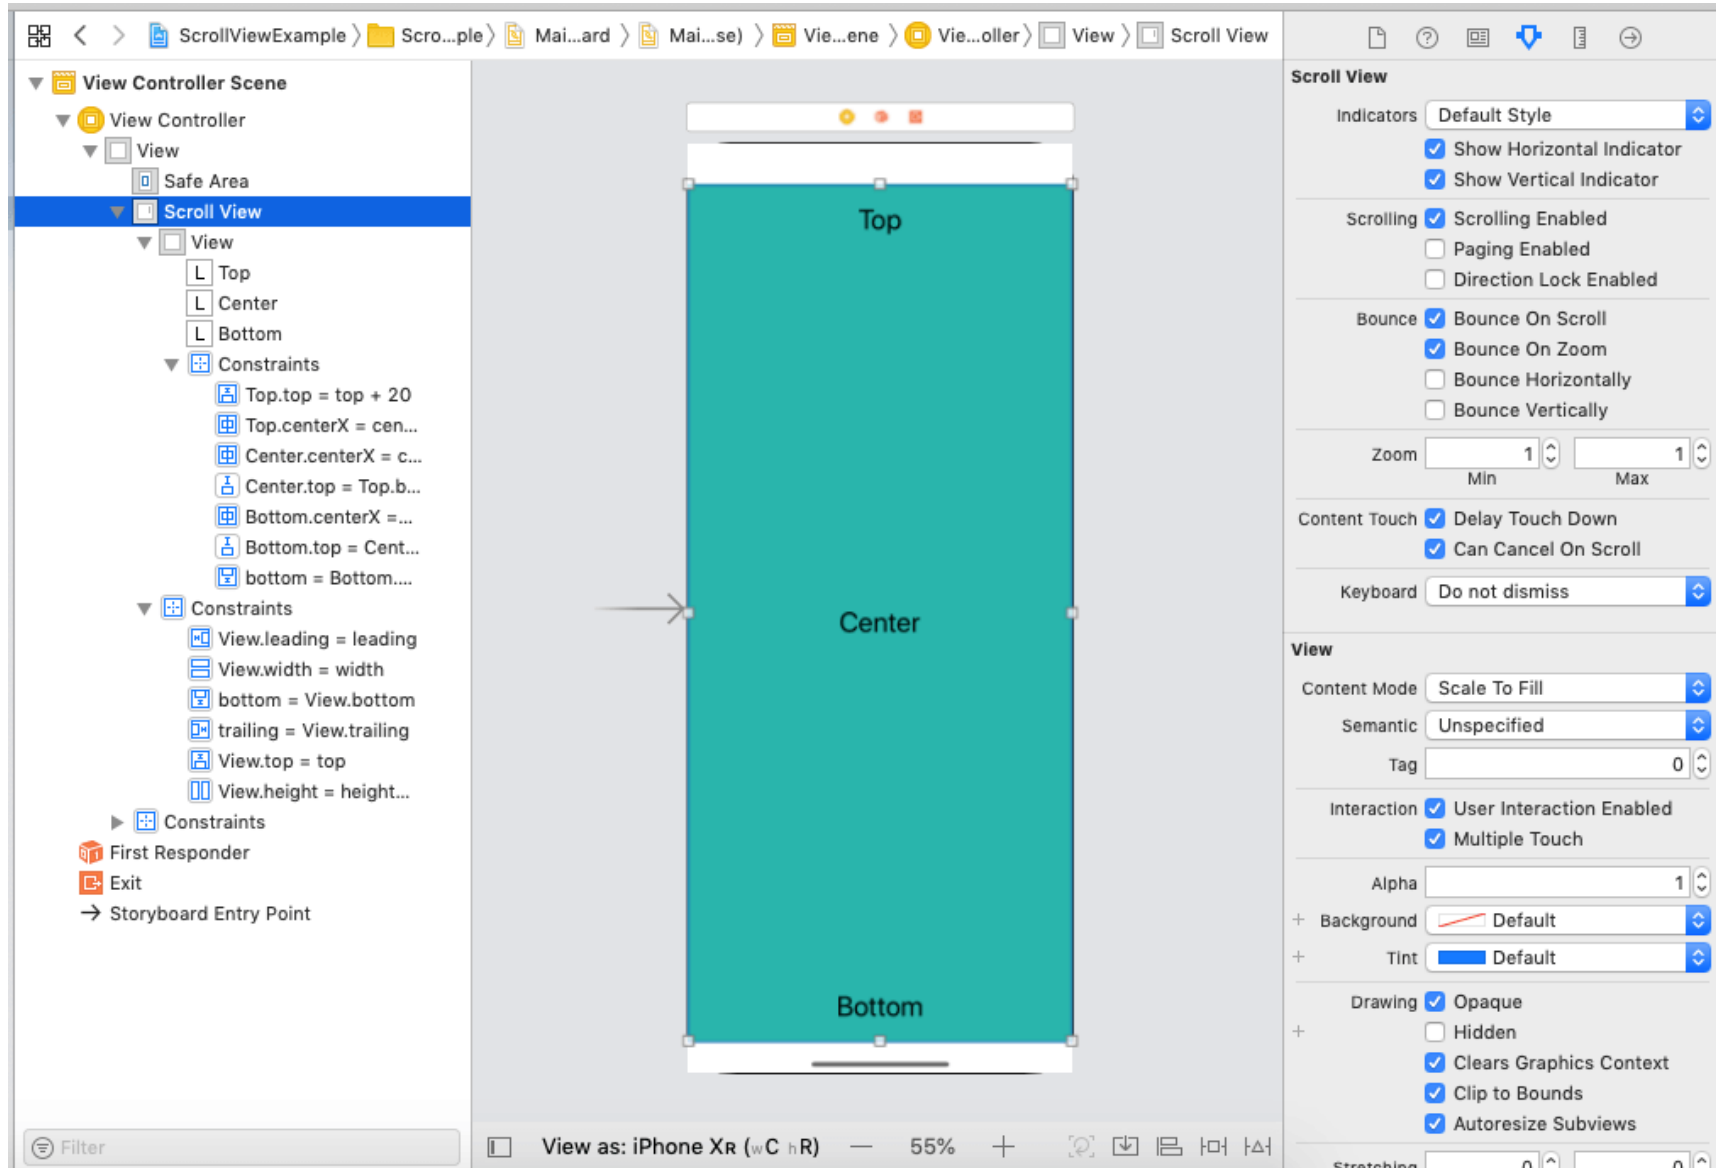 ScrollViewExample Scro...ple Mai...ard Mai...se) Vie...ene Vie...oller View Scroll View
View Controller Scene
View Controller
View
Safe Area
Scroll View
View
L Top
L Center
L Bottom
Constraints
Top.top = top + 20
Top.centerX = cen...
Center.centerX = c...
Center.top = Top.b...
Bottom.centerX =...
Bottom.top = Cent...
bottom = Bottom....
Constraints
View.leading = leading
View.width = width
bottom = View.bottom
trailing = View.trailing
View.top = top
View.height = height...
Constraints
First Responder
Exit
Storyboard Entry Point
Filter
Top
Center
Bottom
View as: iPhone XR (wC hR) — 55% +
Scroll View
Indicators Default Style
Show Horizontal Indicator
Show Vertical Indicator
Scrolling Scrolling Enabled
Paging Enabled
Direction Lock Enabled
Bounce Bounce On Scroll
Bounce On Zoom
Bounce Horizontally
Bounce Vertically
Zoom 1 1
Min Max
Content Touch Delay Touch Down
Can Cancel On Scroll
Keyboard Do not dismiss
View
Content Mode Scale To Fill
Semantic Unspecified
Tag 0
Interaction User Interaction Enabled
Multiple Touch
Alpha 1
+ Background Default
+ Tint Default
Drawing Opaque
+ Hidden
Clears Graphics Context
Clip to Bounds
Autoresize Subviews
Stretching 0 0